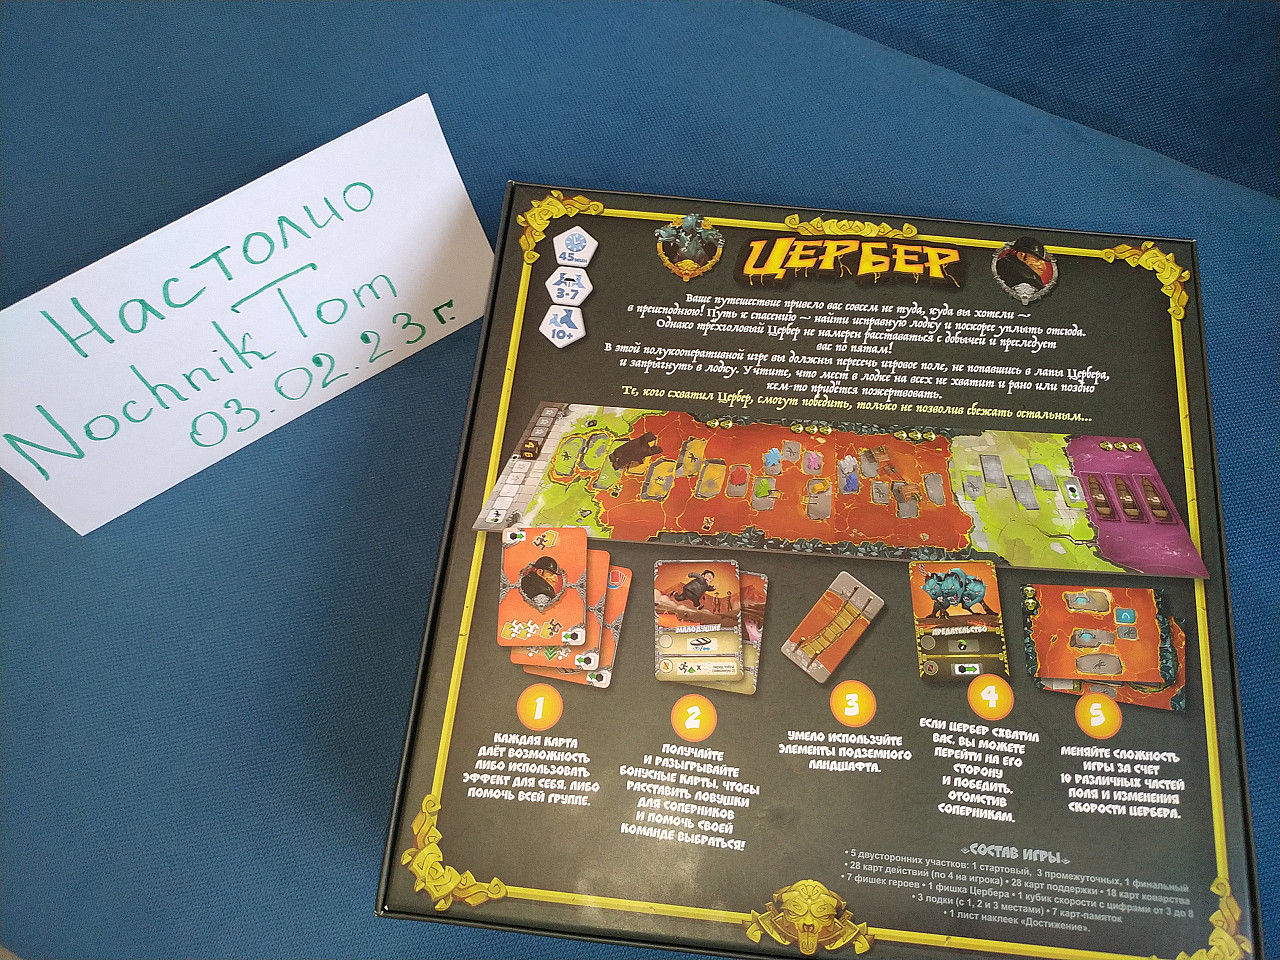 Настолио
Nochnik Tom
03.02.23г.
ЦЕРБЕР
45 мин
3-7
10+
Ваше путешествие привело вас совсем не туда, куда вы хотели —
в преисподнюю! Путь к спасению — найти исправную лодку и поскорее уплыть отсюда.
Однако трёхголовый Цербер не намерен расставаться с добычей и преследует
вас по пятам!
В этой полукооперативной игре вы должны пересечь игровое поле, не попавшись в лапы Цербера,
и запрыгнуть в лодку. Учтите, что мест в лодке на всех не хватит и рано или поздно
кем-то придётся пожертвовать.
Те, кого схватил Цербер, смогут победить, только не позволив сбежать остальным...
МАЛОДУШИЕ
ПРЕДАТЕЛЬСТВО
1
КАЖДАЯ КАРТА
ДАЁТ ВОЗМОЖНОСТЬ
ЛИБО ИСПОЛЬЗОВАТЬ
ЭФФЕКТ ДЛЯ СЕБЯ, ЛИБО
ПОМОЧЬ ВСЕЙ ГРУППЕ.
2
ПОЛУЧАЙТЕ
И РАЗЫГРЫВАЙТЕ
БОНУСНЫЕ КАРТЫ, ЧТОБЫ
РАССТАВИТЬ ЛОВУШКИ
ДЛЯ СОПЕРНИКОВ
И ПОМОЧЬ СВОЕЙ
КОМАНДЕ ВЫБРАТЬСЯ!
3
УМЕЛО ИСПОЛЬЗУЙТЕ
ЭЛЕМЕНТЫ ПОДЗЕМНОГО
ЛАНДШАФТА.
4
ЕСЛИ ЦЕРБЕР СХВАТИЛ
ВАС, ВЫ МОЖЕТЕ
ПЕРЕЙТИ НА ЕГО
СТОРОНУ
И ПОБЕДИТЬ,
ОТОМСТИВ
СОПЕРНИКАМ.
5
МЕНЯЙТЕ СЛОЖНОСТЬ
ИГРЫ ЗА СЧЕТ
10 РАЗЛИЧНЫХ ЧАСТЕЙ
ПОЛЯ И ИЗМЕНЕНИЯ
СКОРОСТИ ЦЕРБЕРА.
СОСТАВ ИГРЫ
• 5 двусторонних участков: 1 стартовый, 3 промежуточных, 1 финальный
• 28 карт действий (по 4 на игрока) • 28 карт поддержки • 18 карт коварства
• 7 фишек героев • 1 фишка Цербера • 1 кубик скорости с цифрами от 3 до 8
• 3 лодки (с 1, 2 и 3 местами) • 7 карт-памяток
• 1 лист наклеек «Достижение».